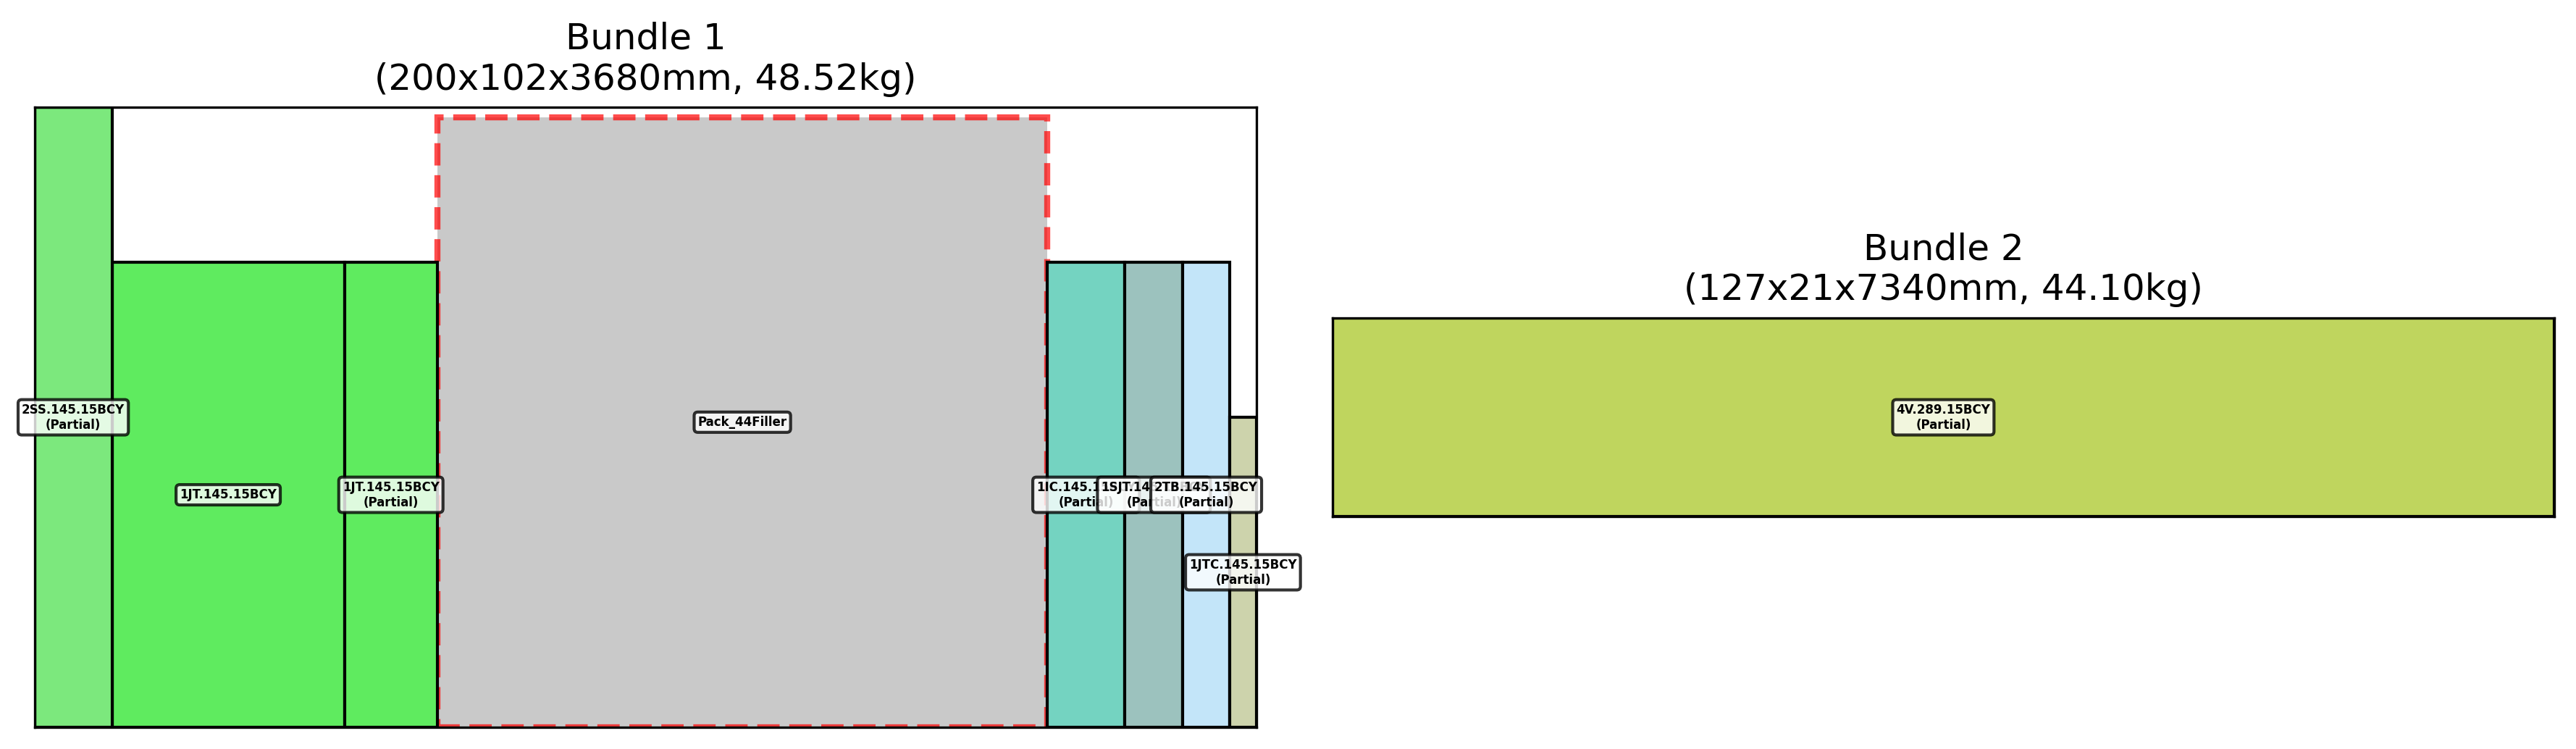 Bundle 1
(200x102x3680mm, 48.52kg)
Bundle 2
(127x21x7340mm, 44.10kg)
2SS.145.15BCY
(Partial)
1JT.145.15BCY
1JT.145.15BCY
(Partial)
Pack_44Filler
1IC.145.1
(Partial)
1SJT.14
(Partial)
2TB.145.15BCY
(Partial)
1JTC.145.15BCY
(Partial)
4V.289.15BCY
(Partial)